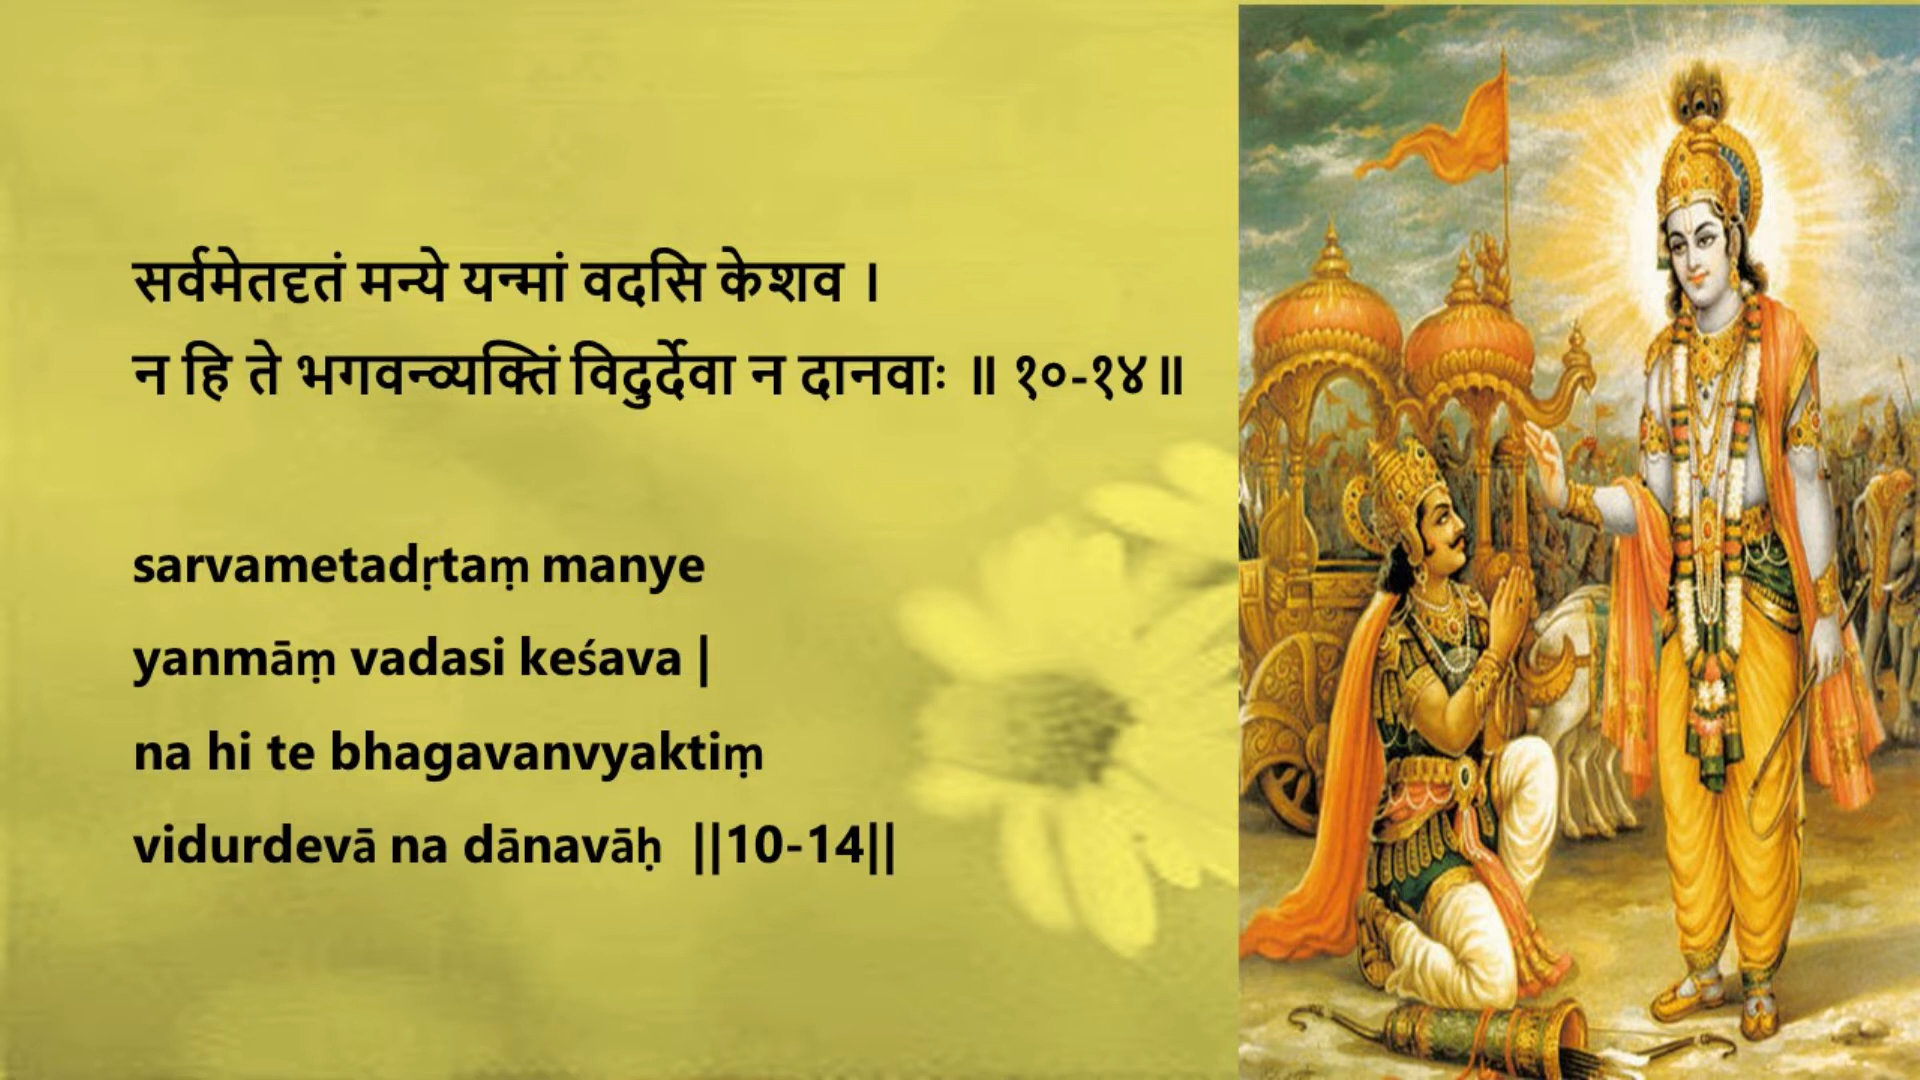 सर्वमेतदृतं मन्ये यन्मां वदसि केशव ।
न हि ते भगवन्व्यक्तिं विदुर्देवा न दानवाः ॥ १०-१४॥
sarvametadṛtaṃ manye
yanmāṃ vadasi keśava |
na hi te bhagavanvyaktiṃ
vidurdevā na dānavāḥ ||10-14||